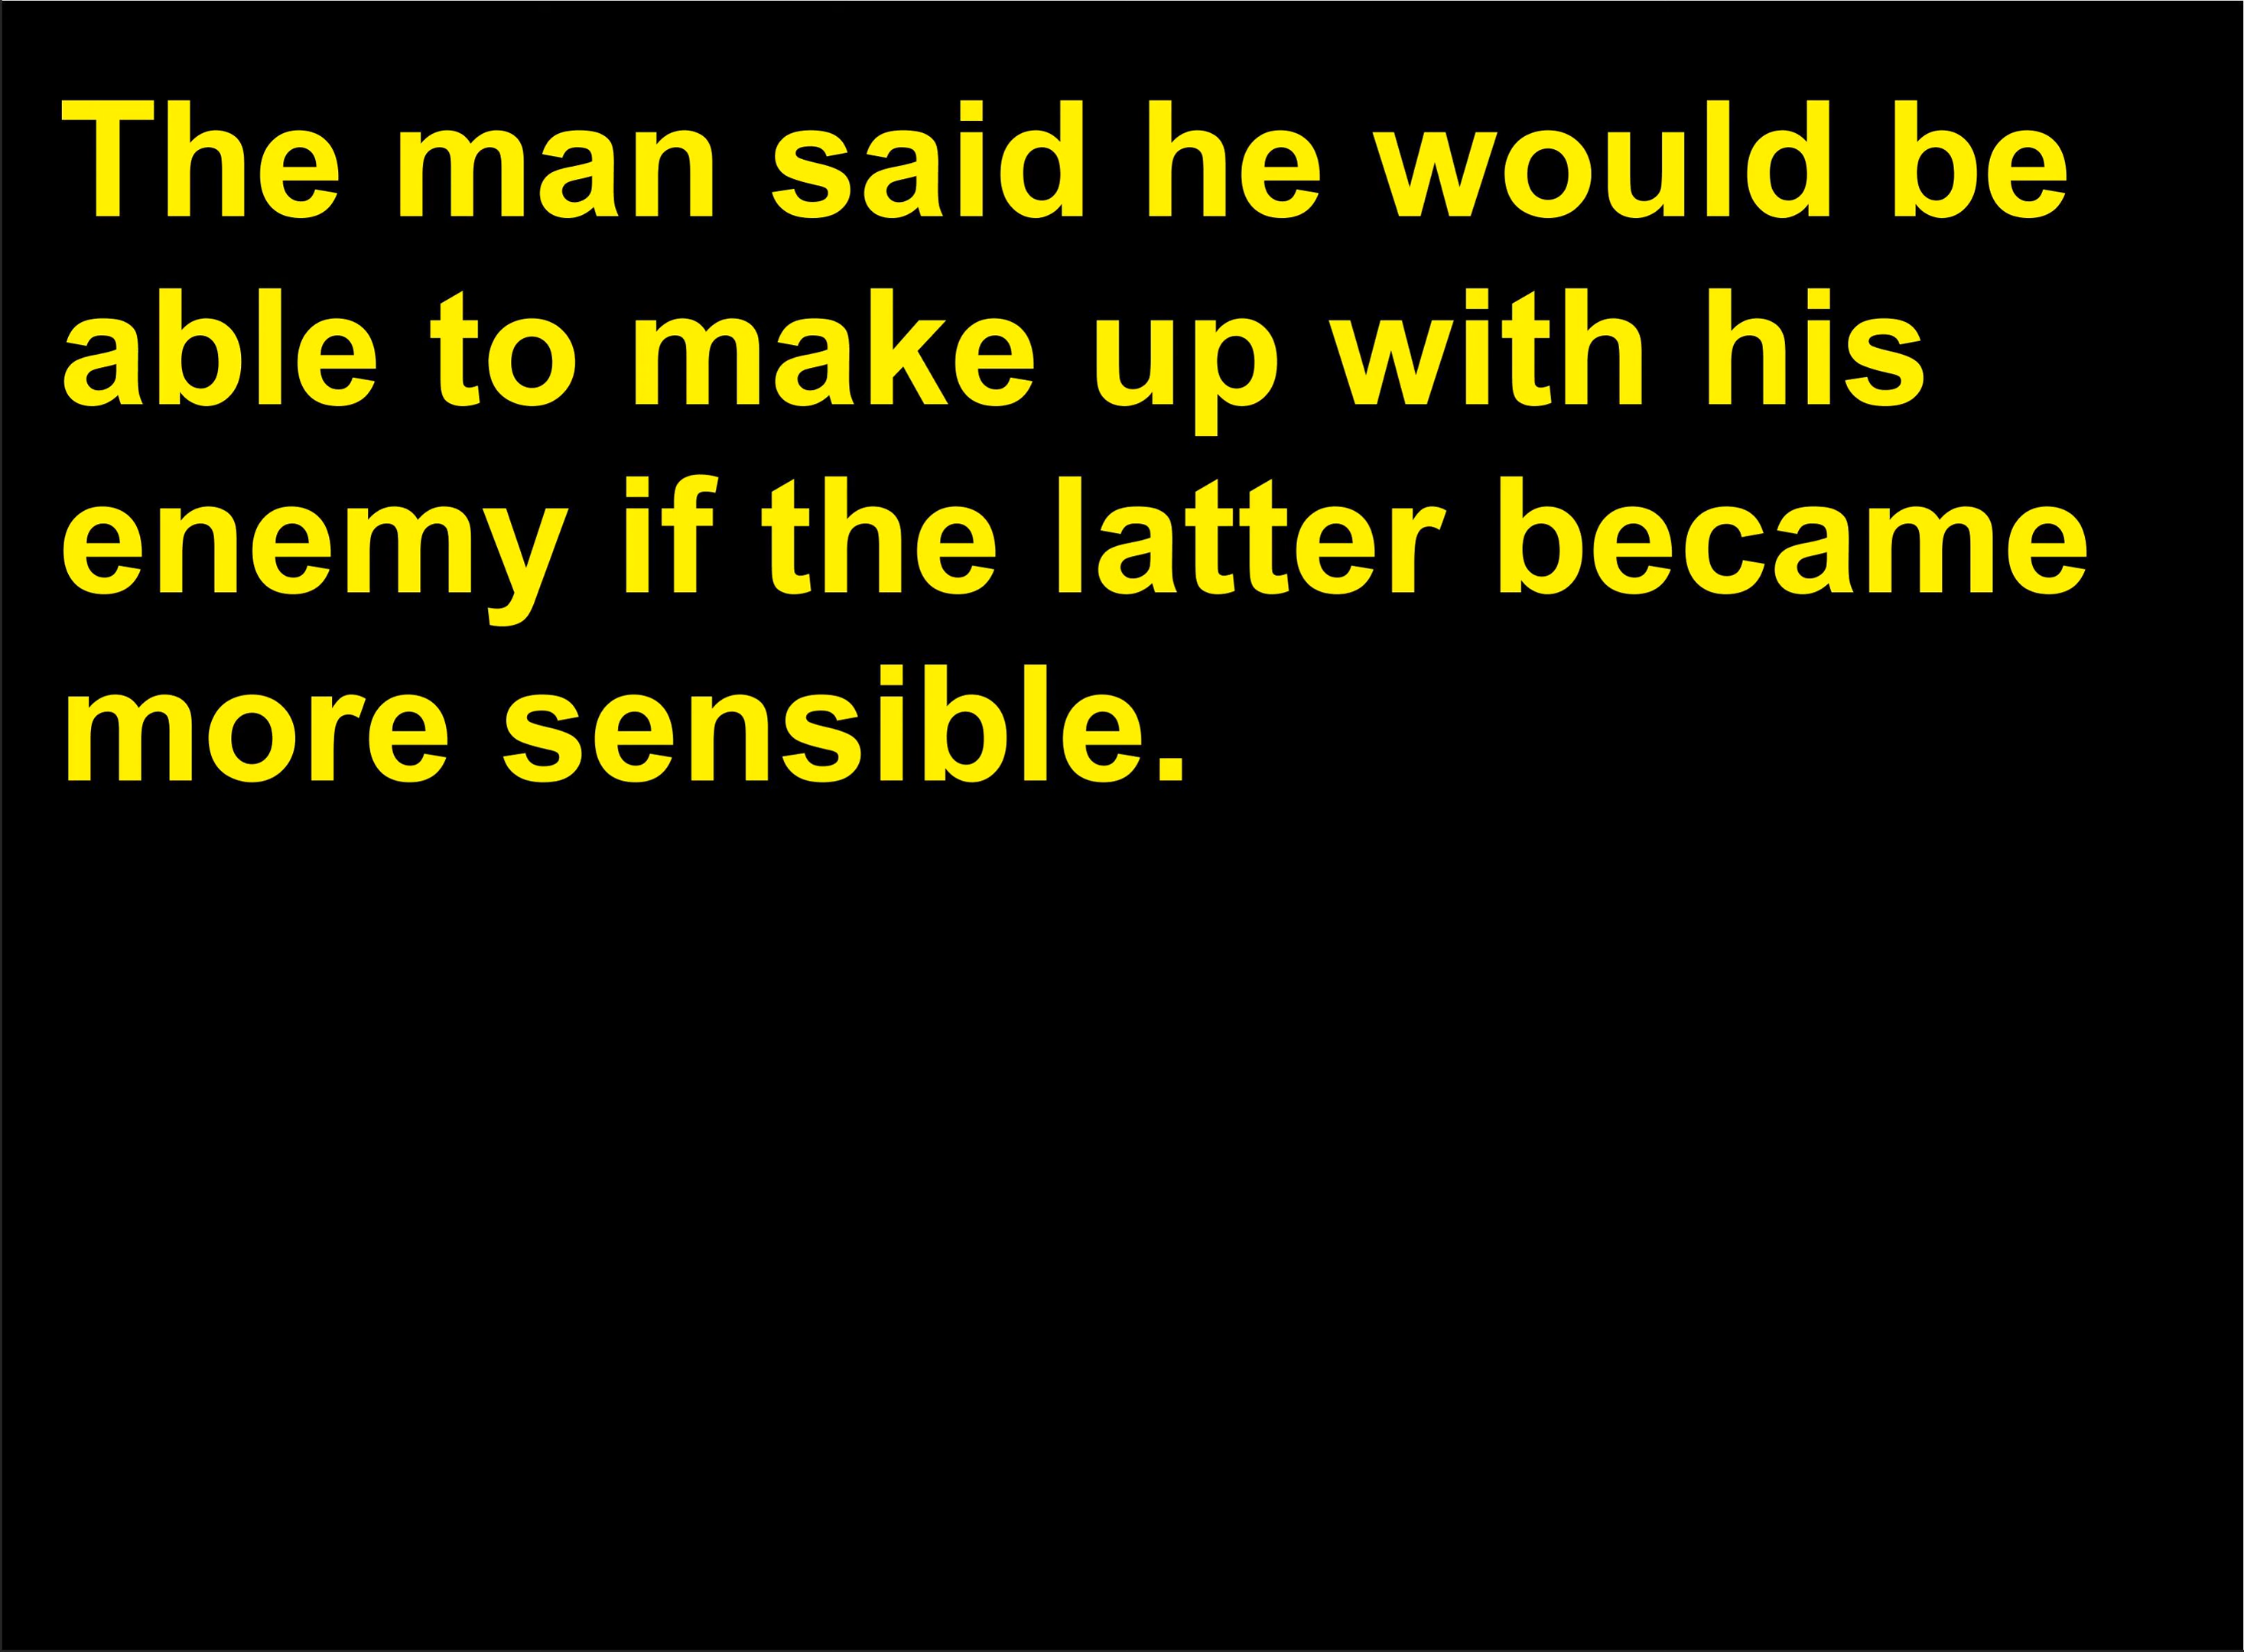 The man said he would be
able to make up with his
enemy if the latter became
more sensible.